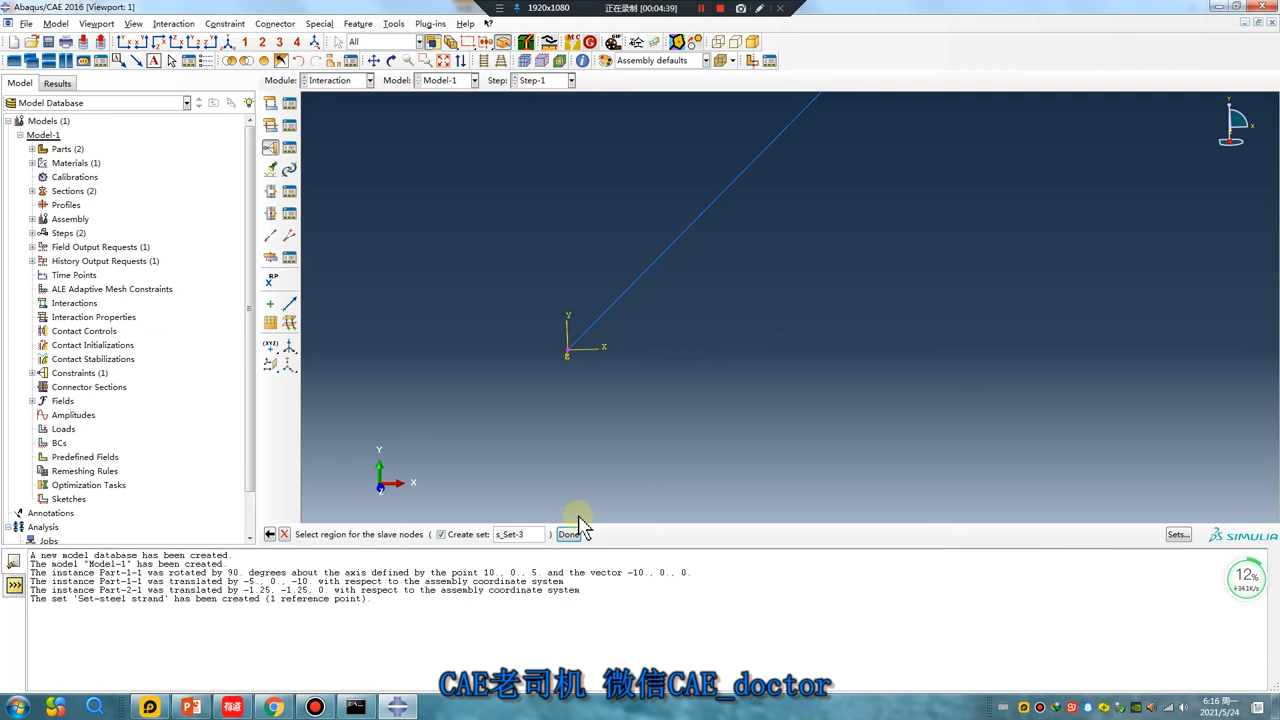 Abaqus/CAE 2016 [Viewport: 1]
1920x1080
正在录制 [00:04:39]
File
Model
Viewport
View
Interaction
Constraint
Connector
Special
Feature
Tools
Plug-ins
Help
1 2 3
All
Assembly defaults
Model
Results
Module:
Interaction
Model:
Model-1
Step:
Step-1
Model Database
Models (1)
Model-1
Parts (2)
Materials (1)
Calibrations
Sections (2)
Profiles
Assembly
Steps (2)
Field Output Requests (1)
History Output Requests (1)
Time Points
ALE Adaptive Mesh Constraints
Interactions
Interaction Properties
Contact Controls
Contact Initializations
Contact Stabilizations
Constraints (1)
Connector Sections
Fields
Amplitudes
Loads
BCs
Predefined Fields
Remeshing Rules
Optimization Tasks
Sketches
Annotations
Analysis
Jobs
RP
(XYZ)
Y
X
Z
Y
X
Z
Select region for the slave nodes ( Create set: s_Set-3 ) Done
Sets...
SIMULIA
A new model database has been created.
The model "Model-1" has been created.
The instance Part-1-1 was rotated by 90. degrees about the axis defined by the point 10., 0., 5. and the vector -10., 0., 0.
The instance Part-1-1 was translated by -5., 0., -10. with respect to the assembly coordinate system
The instance Part-2-1 was translated by -1.25, -1.25, 0. with respect to the assembly coordinate system
The set 'Set-steel strand' has been created (1 reference point).
12%
CAE老司机 微信CAE_doctor
有道
6:16 周一
2021/5/24